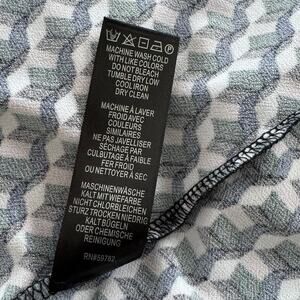 MACHINE WASH COLD
WITH LIKE COLORS
DO NOT BLEACH
TUMBLE DRY LOW
COOL IRON
DRY CLEAN
MACHINE À LAVER
FROID AVEC
COULEURS
SIMILAIRES
NE PAS JAVELLISER
SÉCHAGE PAR
CULBUTAGE À FAIBLE
FER FROID
OU NETTOYER À SEC
MASCHINENWÄSCHE
KALT MIT WIEFARBE
NICHT CHLORBLEICHEN
STURZ TROCKEN NIEDRIG
KALT BÜGELN
ODER CHEMISCHE
REINIGUNG
RN#59782